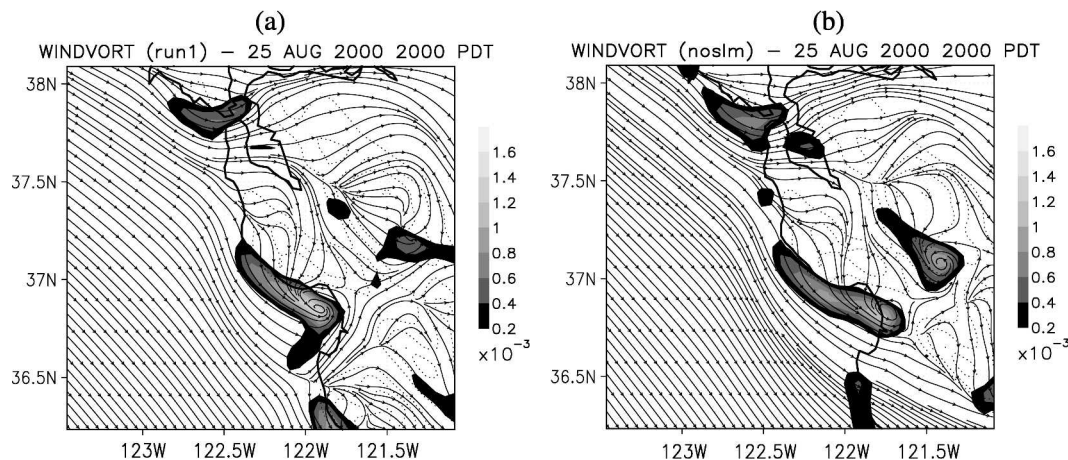 (a)
WINDVORT (run1) – 25 AUG 2000 2000 PDT
38N
37.5N
37N
36.5N
123W 122.5W 122W 121.5W
1.6
1.4
1.2
1
0.8
0.6
0.4
0.2
×10⁻³
(b)
WINDVORT (noslm) – 25 AUG 2000 2000 PDT
38N
37.5N
37N
36.5N
123W 122.5W 122W 121.5W
1.6
1.4
1.2
1
0.8
0.6
0.4
0.2
×10⁻³